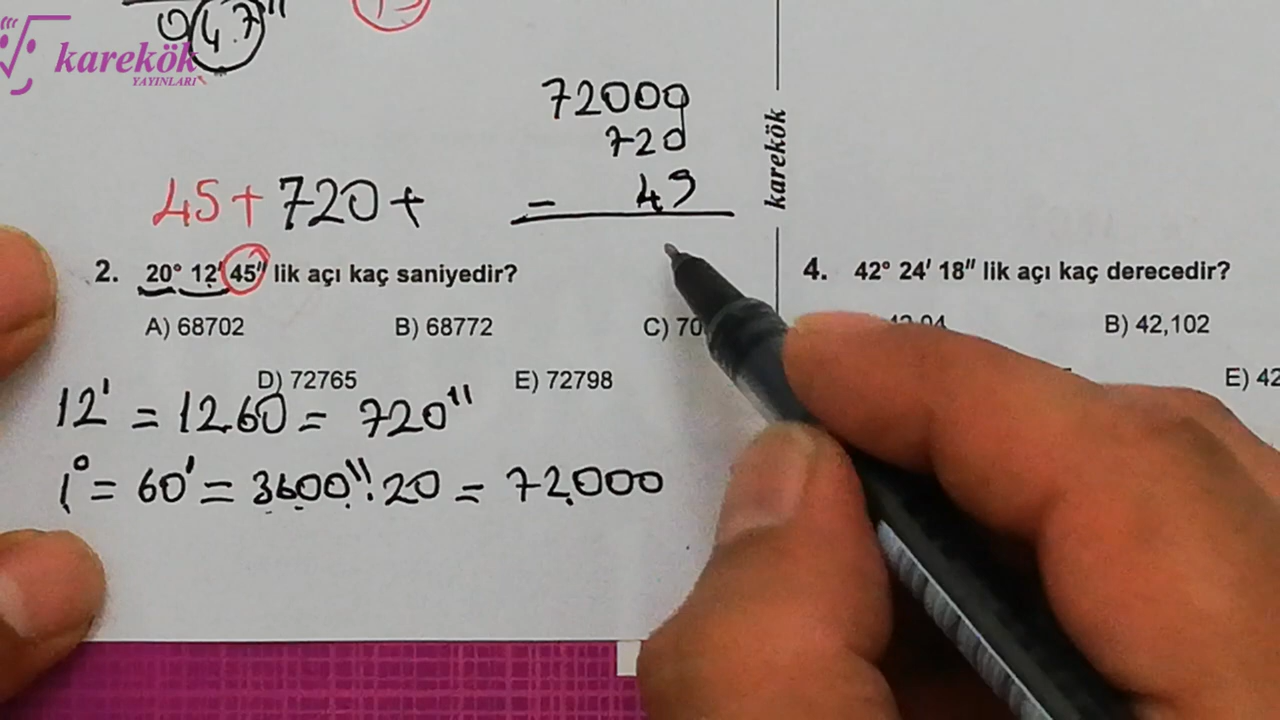 karekök
YAYINLARI
72000
720
45 + 720 + = 45
2. 20° 12' 45" lik açı kaç saniyedir?
A) 68702 B) 68772 C) 70
D) 72765 E) 72798
12' = 12.60 = 720"
1° = 60' = 3600".20 = 72.000
karekök
4. 42° 24' 18" lik açı kaç derecedir?
B) 42,102
E) 42